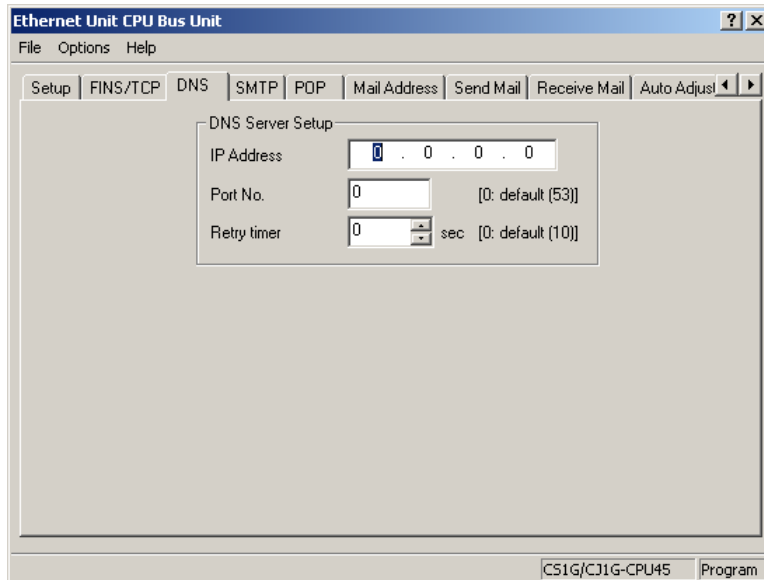 Ethernet Unit CPU Bus Unit
File Options Help
Setup FINS/TCP DNS SMTP POP Mail Address Send Mail Receive Mail Auto Adjust
DNS Server Setup
IP Address 0 . 0 . 0 . 0
Port No. 0 [0: default (53)]
Retry timer 0 sec [0: default (10)]
CS1G/CJ1G-CPU45 Program